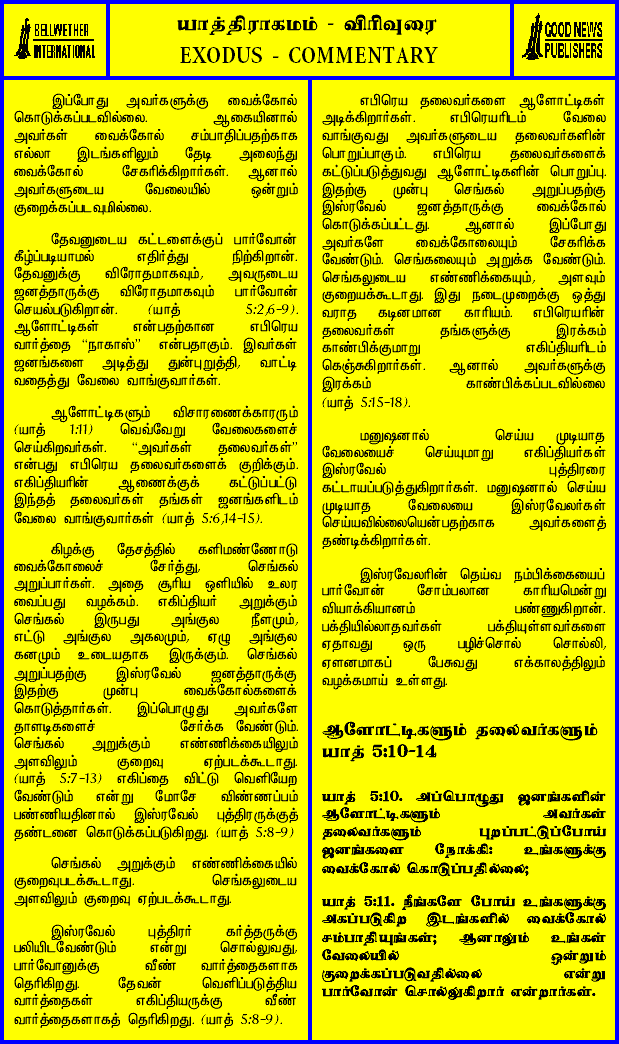 BELLWETHER
INTERNATIONAL
யாத்திராகமம் - விரிவுரை
EXODUS - COMMENTARY
GOOD NEWS
PUBLISHERS
இப்போது அவர்களுக்கு வைக்கோல்
கொடுக்கப்படவில்லை. ஆகையினால்
அவர்கள் வைக்கோல் சம்பாதிப்பதற்காக
எல்லா இடங்களிலும் தேடி அலைந்து
வைக்கோல் சேகரிக்கிறார்கள். ஆனால்
அவர்களுடைய வேலையில் ஒன்றும்
குறைக்கப்படவுமில்லை.
தேவனுடைய கட்டளைக்குப் பார்வோன்
கீழ்ப்படியாமல் எதிர்த்து நிற்கிறான்.
தேவனுக்கு விரோதமாகவும், அவருடைய
ஜனத்தாருக்கு விரோதமாகவும் பார்வோன்
செயல்படுகிறான். (யாத் 5:2,6-9).
ஆளோட்டிகள் என்பதற்கான எபிரெய
வார்த்தை "நாகாஸ்" என்பதாகும். இவர்கள்
ஜனங்களை அடித்து துன்புறுத்தி, வாட்டி
வதைத்து வேலை வாங்குவார்கள்.
ஆளோட்டிகளும் விசாரணைக்காரரும்
(யாத் 1:11) வெவ்வேறு வேலைகளைச்
செய்கிறவர்கள். "அவர்கள் தலைவர்கள்"
என்பது எபிரெய தலைவர்களைக் குறிக்கும்.
எகிப்தியரின் ஆணைக்குக் கட்டுப்பட்டு
இந்தத் தலைவர்கள் தங்கள் ஜனங்களிடம்
வேலை வாங்குவார்கள் (யாத் 5:6,14-15).
கிழக்கு தேசத்தில் களிமண்ணோடு
வைக்கோலைச் சேர்த்து, செங்கல்
அறுப்பார்கள். அதை சூரிய ஒளியில் உலர
வைப்பது வழக்கம். எகிப்தியர் அறுக்கும்
செங்கல் இருபது அங்குல நீளமும்,
எட்டு அங்குல அகலமும், ஏழு அங்குல
கனமும் உடையதாக இருக்கும். செங்கல்
அறுப்பதற்கு இஸ்ரவேல் ஜனத்தாருக்கு
இதற்கு முன்பு வைக்கோல்களைக்
கொடுத்தார்கள். இப்பொழுது அவர்களே
தாளடிகளைச் சேர்க்க வேண்டும்.
செங்கல் அறுக்கும் எண்ணிக்கையிலும்
அளவிலும் குறைவு ஏற்படக்கூடாது.
(யாத் 5:7-13) எகிப்தை விட்டு வெளியேற
வேண்டும் என்று மோசே விண்ணப்பம்
பண்ணியதினால் இஸ்ரவேல் புத்திரருக்குத்
தண்டனை கொடுக்கப்படுகிறது. (யாத் 5:8-9)
செங்கல் அறுக்கும் எண்ணிக்கையில்
குறைவுபடக்கூடாது. செங்கலுடைய
அளவிலும் குறைவு ஏற்படக்கூடாது.
இஸ்ரவேல் புத்திரர் கர்த்தருக்கு
பலியிடவேண்டும் என்று சொல்லுவது,
பார்வோனுக்கு வீண் வார்த்தைகளாக
தெரிகிறது. தேவன் வெளிப்படுத்திய
வார்த்தைகள் எகிப்தியருக்கு வீண்
வார்த்தைகளாகத் தெரிகிறது. (யாத் 5:8-9).
எபிரெய தலைவர்களை ஆளோட்டிகள்
அடிக்கிறார்கள். எபிரெயரிடம் வேலை
வாங்குவது அவர்களுடைய தலைவர்களின்
பொறுப்பாகும். எபிரெய தலைவர்களைக்
கட்டுப்படுத்துவது ஆளோட்டிகளின் பொறுப்பு.
இதற்கு முன்பு செங்கல் அறுப்பதற்கு
இஸ்ரவேல் ஜனத்தாருக்கு வைக்கோல்
கொடுக்கப்பட்டது. ஆனால் இப்போது
அவர்களே வைக்கோலையும் சேகரிக்க
வேண்டும். செங்கலையும் அறுக்க வேண்டும்.
செங்கலுடைய எண்ணிக்கையும், அளவும்
குறையக்கூடாது. இது நடைமுறைக்கு ஒத்து
வராத கடினமான காரியம். எபிரெயரின்
தலைவர்கள் தங்களுக்கு இரக்கம்
காண்பிக்குமாறு எகிப்தியரிடம்
கெஞ்சுகிறார்கள். ஆனால் அவர்களுக்கு
இரக்கம் காண்பிக்கப்படவில்லை
(யாத் 5:15-18).
மனுஷனால் செய்ய முடியாத
வேலையைச் செய்யுமாறு எகிப்தியர்கள்
இஸ்ரவேல் புத்திரரை
கட்டாயப்படுத்துகிறார்கள். மனுஷனால் செய்ய
முடியாத வேலையை இஸ்ரவேலர்கள்
செய்யவில்லையென்பதற்காக அவர்களைத்
தண்டிக்கிறார்கள்.
இஸ்ரவேலரின் தெய்வ நம்பிக்கையைப்
பார்வோன் சோம்பலான காரியமென்று
வியாக்கியானம் பண்ணுகிறான்.
பக்தியில்லாதவர்கள் பக்தியுள்ளவர்களை
ஏதாவது ஒரு பழிச்சொல் சொல்லி,
ஏளனமாகப் பேசுவது எக்காலத்திலும்
வழக்கமாய் உள்ளது.
ஆளோட்டிகளும் தலைவர்களும்
யாத் 5:10-14
யாத் 5:10. அப்பொழுது ஜனங்களின்
ஆளோட்டிகளும் அவர்கள்
தலைவர்களும் புறப்பட்டுப்போய்
ஜனங்களை நோக்கி: உங்களுக்கு
வைக்கோல் கொடுப்பதில்லை;
யாத் 5:11. நீங்களே போய் உங்களுக்கு
அகப்படுகிற இடங்களில் வைக்கோல்
சம்பாதியுங்கள்; ஆனாலும் உங்கள்
வேலையில் ஒன்றும்
குறைக்கப்படுவதில்லை என்று
பார்வோன் சொல்லுகிறார் என்றார்கள்.